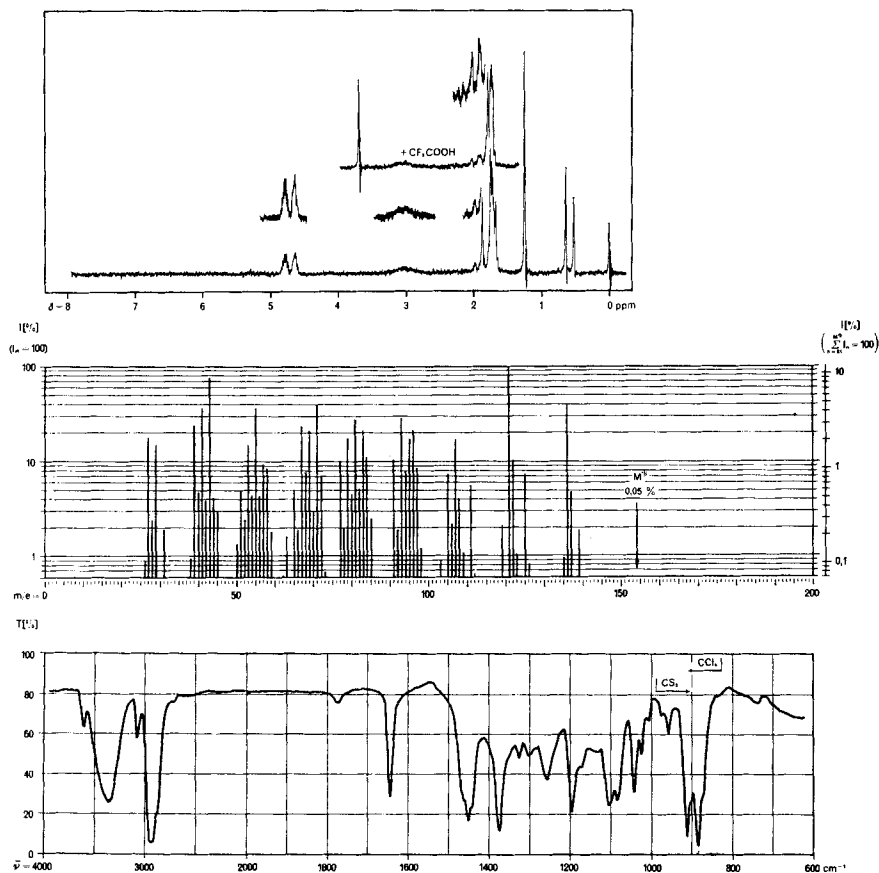 + CF₃COOH
δ = 8 7 6 5 4 3 2 1 0 ppm
I [%]
I [%]
100
100
10
10
M⊕
1
0,05 %
1
0,1
m/e = 0 50 100 150 200
T [%]
100
CCl₄
CS₂
80
60
40
20
0
ν̄ = 4000 3000 2000 1800 1600 1400 1200 1000 800 600 cm⁻¹